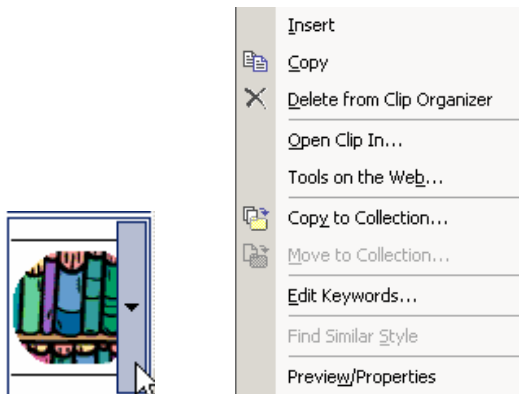 Insert
Copy
Delete from Clip Organizer
Open Clip In...
Tools on the Web...
Copy to Collection...
Move to Collection...
Edit Keywords...
Find Similar Style
Preview/Properties